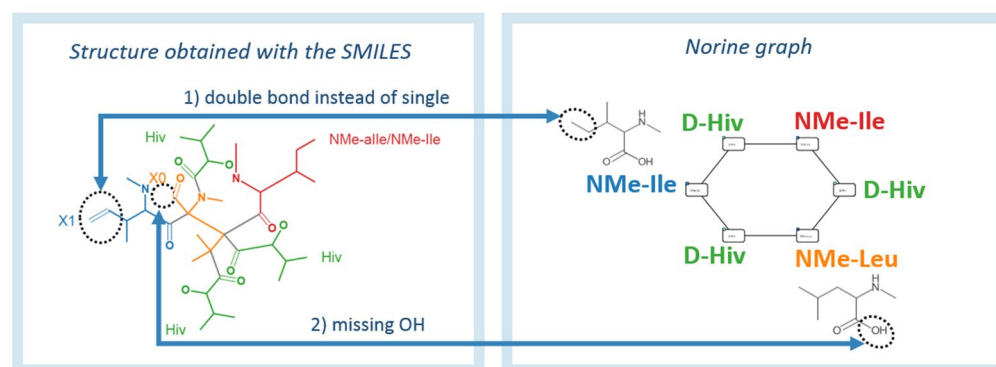 Structure obtained with the SMILES
1) double bond instead of single
Hiv
NMe-alle/NMe-Ile
O
N
X0
O
N
O
N
X1
O
O
O
O
O
Hiv
O
O
Hiv
2) missing OH
Norine graph
H
N
O
OH
D-Hiv
NMe-Ile
NMe-Ile
D-Hiv
D-Hiv
NMe-Leu
H
N
O
OH